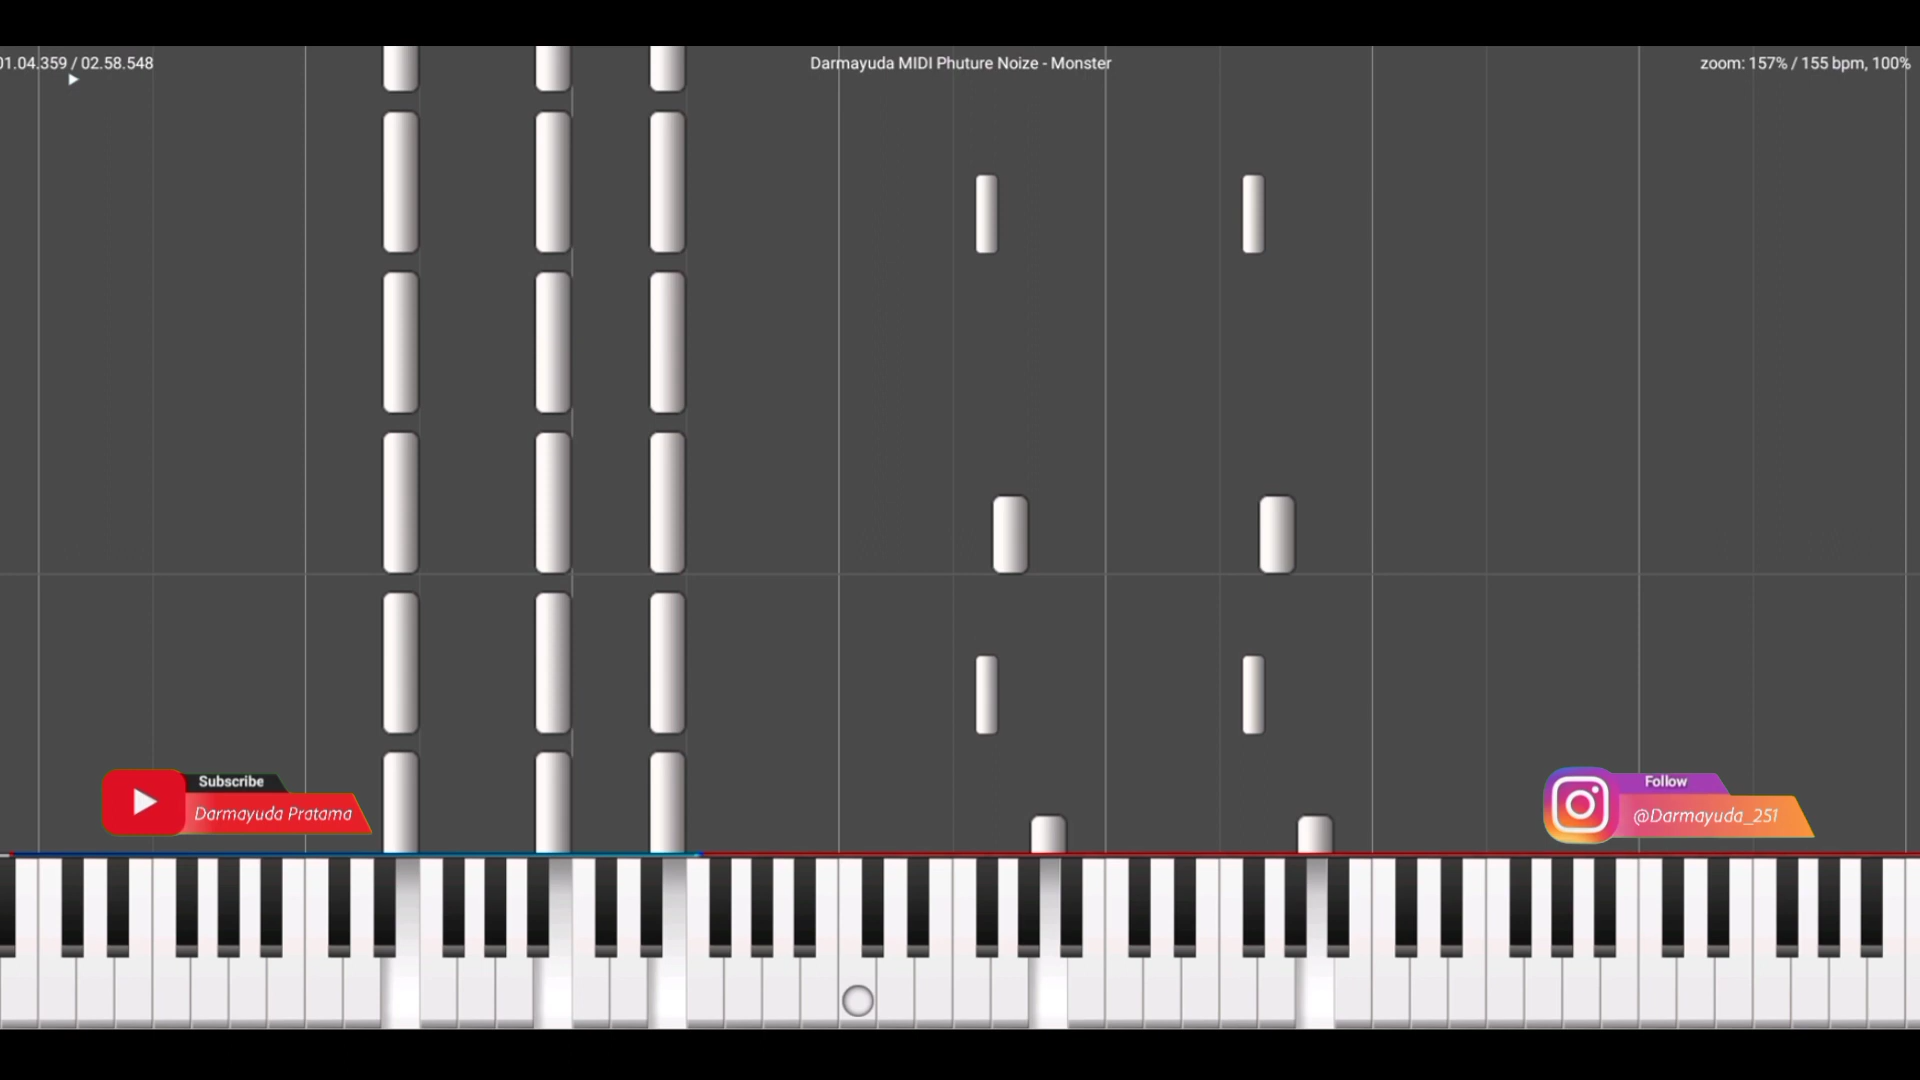 01.04.359 / 02.58.548
Darmayuda MIDI Phuture Noize - Monster
zoom: 157% / 155 bpm, 100%
Subscribe
Darmayuda Pratama
Follow
@Darmayuda_251